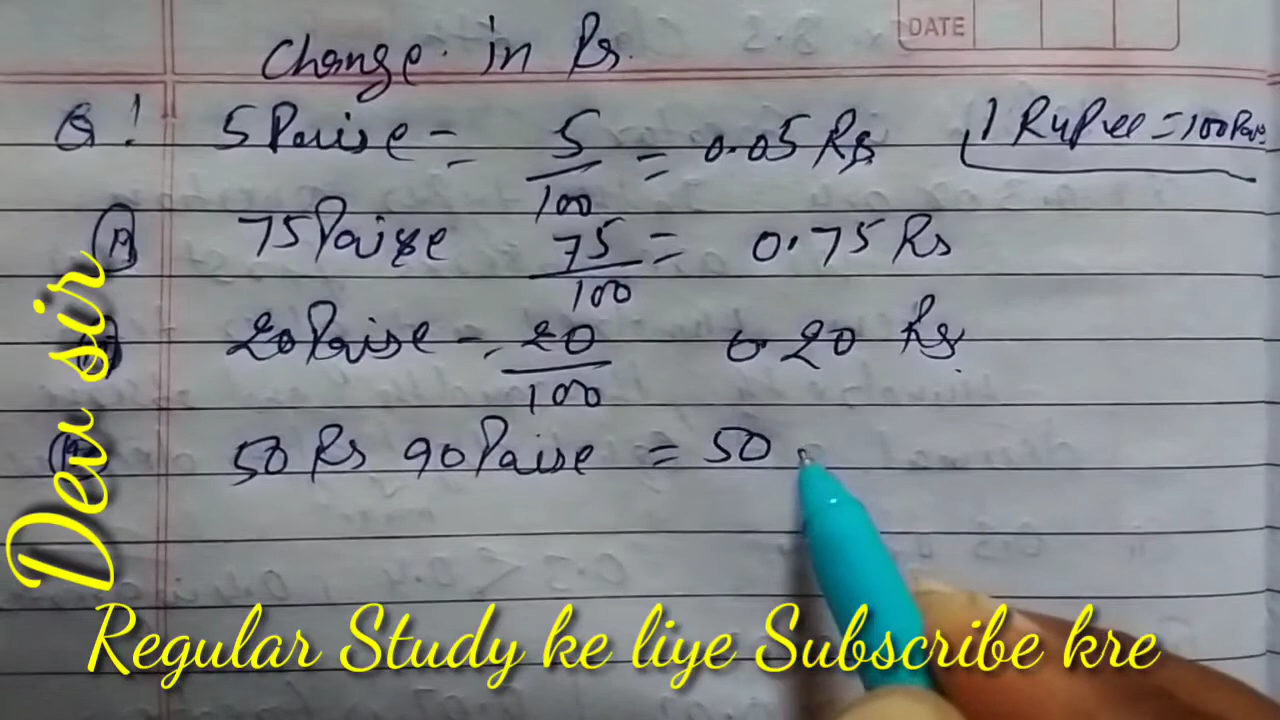 DATE
Change in Rs.
Q! 5 Paise = 5/100 = 0.05 Rs
1 Rupee = 100 Pais
75 Paise 75/100 = 0.75 Rs
20 Paise - 20/100 0.20 Rs.
50 Rs 90 Paise = 50.
Dev sir
Regular Study ke liye Subscribe kre